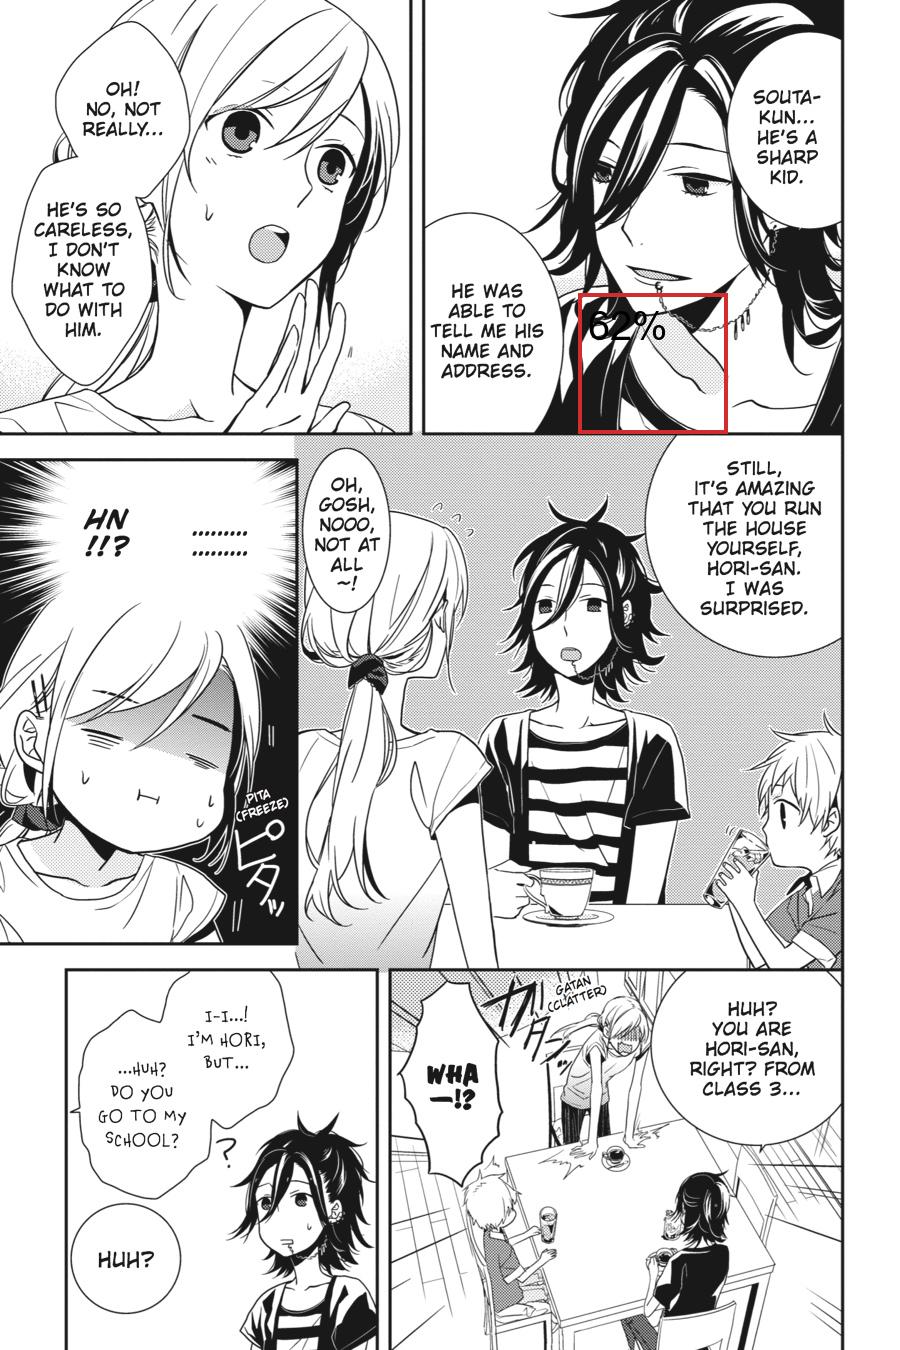 SOUTA-
KUN...
HE'S A
SHARP
KID.
HE WAS
ABLE TO
TELL ME HIS
NAME AND
ADDRESS.
62%
OH!
NO, NOT
REALLY...
HE'S SO
CARELESS,
I DON'T
KNOW
WHAT TO
DO WITH
HIM.
STILL,
IT'S AMAZING
THAT YOU RUN
THE HOUSE
YOURSELF,
HORI-SAN.
I WAS
SURPRISED.
OH,
GOSH,
NOOO,
NOT AT
ALL
~!
.........
.........
HN
!!?
PITA
(FREEZE)
ピタッ
HUH?
YOU ARE
HORI-SAN,
RIGHT? FROM
CLASS 3...
GATAN
(CLATTER)
ガタン
WHA
—!?
I-I...!
I'M HORI,
BUT...
...HUH?
DO YOU
GO TO MY
SCHOOL?
?
HUH?